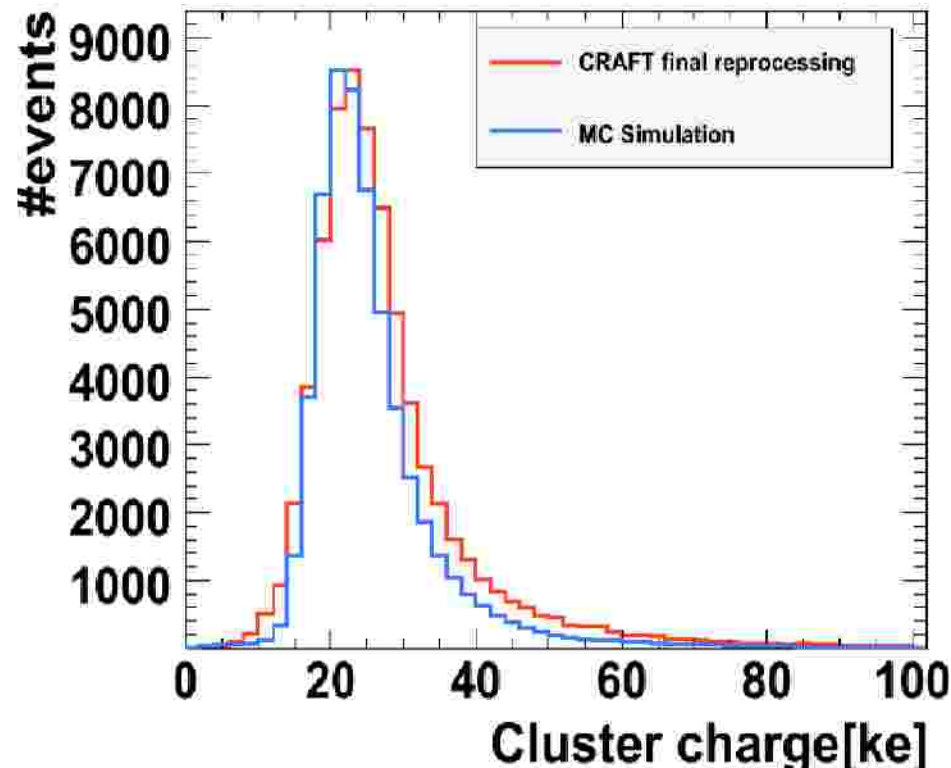 #events
9000
8000
7000
6000
5000
4000
3000
2000
1000
CRAFT final reprocessing
MC Simulation
0 20 40 60 80 100
Cluster charge[ke]